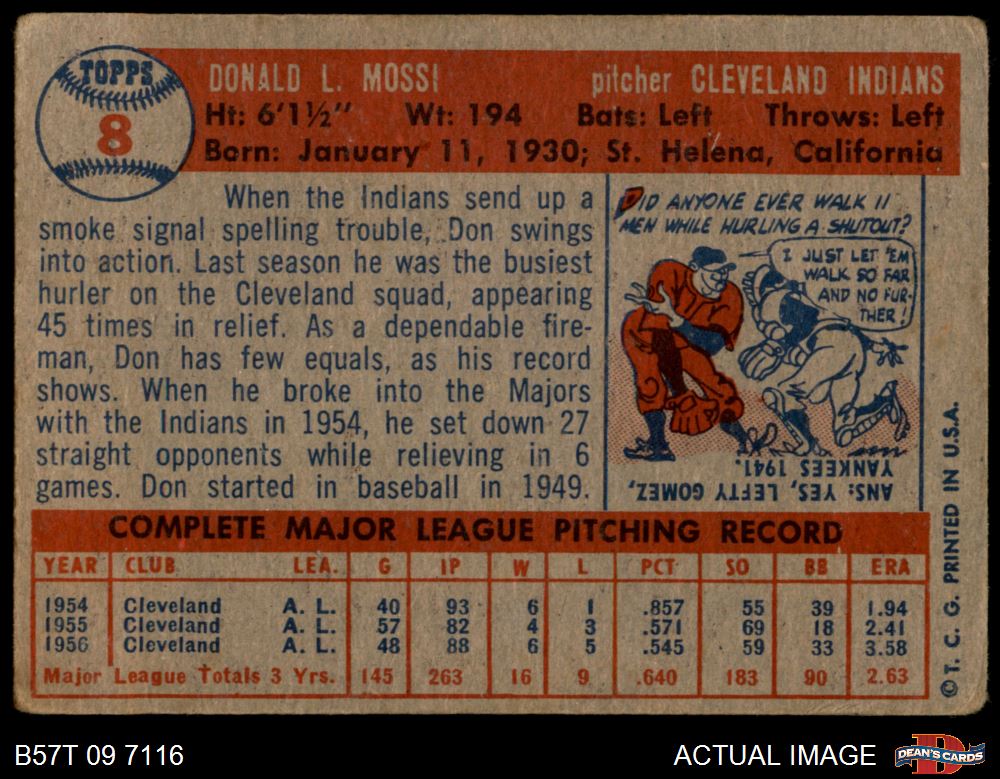 TOPPS
8
DONALD L. MOSSI pitcher CLEVELAND INDIANS
Ht: 6'1½" Wt: 194 Bats: Left Throws: Left
Born: January 11, 1930; St. Helena, California
When the Indians send up a
smoke signal spelling trouble, Don swings
into action. Last season he was the busiest
hurler on the Cleveland squad, appearing
45 times in relief. As a dependable fire-
man, Don has few equals, as his record
shows. When he broke into the Majors
with the Indians in 1954, he set down 27
straight opponents while relieving in 6
games. Don started in baseball in 1949.
DID ANYONE EVER WALK 11
MEN WHILE HURLING A SHUTOUT?
I JUST LET 'EM
WALK SO FAR
AND NO FUR-
THER!
ANS: YES, LEFTY GOMEZ,
YANKEES 1941.
COMPLETE MAJOR LEAGUE PITCHING RECORD
YEAR CLUB LEA. G IP W L PCT SO BB ERA
1954 Cleveland A. L. 40 93 6 1 .857 55 39 1.94
1955 Cleveland A. L. 57 82 4 3 .571 69 18 2.41
1956 Cleveland A. L. 48 88 6 5 .545 59 33 3.58
Major League Totals 3 Yrs. 145 263 16 9 .640 183 90 2.63
© T. C. G. PRINTED IN U.S.A.
B57T 09 7116 ACTUAL IMAGE
D
DEAN'S CARDS